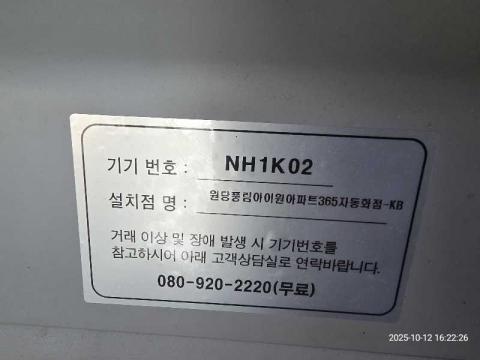 기기 번호 : NH1K02
설치점 명 : 원당풍림아이원아파트365자동화점-KB
거래 이상 및 장애 발생 시 기기번호를
참고하시어 아래 고객상담실로 연락바랍니다.
080-920-2220(무료)
2025-10-12 16:22:26